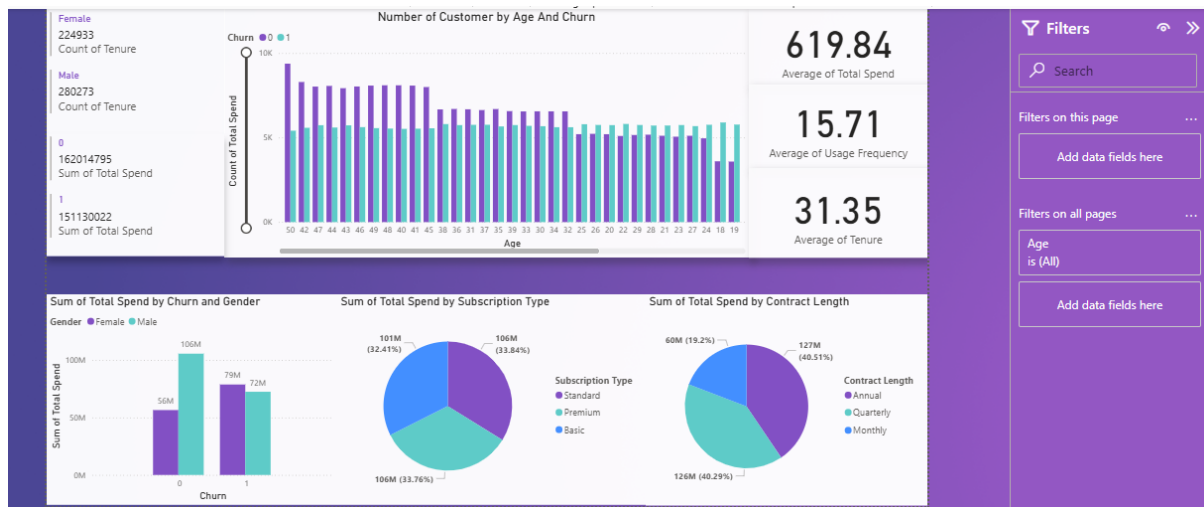 Female
224933
Count of Tenure
Male
280273
Count of Tenure
0
162014795
Sum of Total Spend
1
151130022
Sum of Total Spend
Number of Customer by Age And Churn
Churn 0 1
10K
5K
0K
Count of Total Spend
50 42 47 44 43 46 49 48 40 41 45 38 36 31 37 35 39 33 30 34 32 25 26 20 22 29 28 21 23 27 24 18 19
Age
619.84
Average of Total Spend
15.71
Average of Usage Frequency
31.35
Average of Tenure
Sum of Total Spend by Churn and Gender
Gender Female Male
100M
50M
0M
Sum of Total Spend
56M
106M
79M
72M
0 1
Churn
Sum of Total Spend by Subscription Type
101M
(32.41%)
106M
(33.84%)
106M (33.76%)
Subscription Type
Standard
Premium
Basic
Sum of Total Spend by Contract Length
60M (19.2%)
127M
(40.51%)
126M (40.29%)
Contract Length
Annual
Quarterly
Monthly
Filters
Search
Filters on this page ...
Add data fields here
Filters on all pages ...
Age
is (All)
Add data fields here